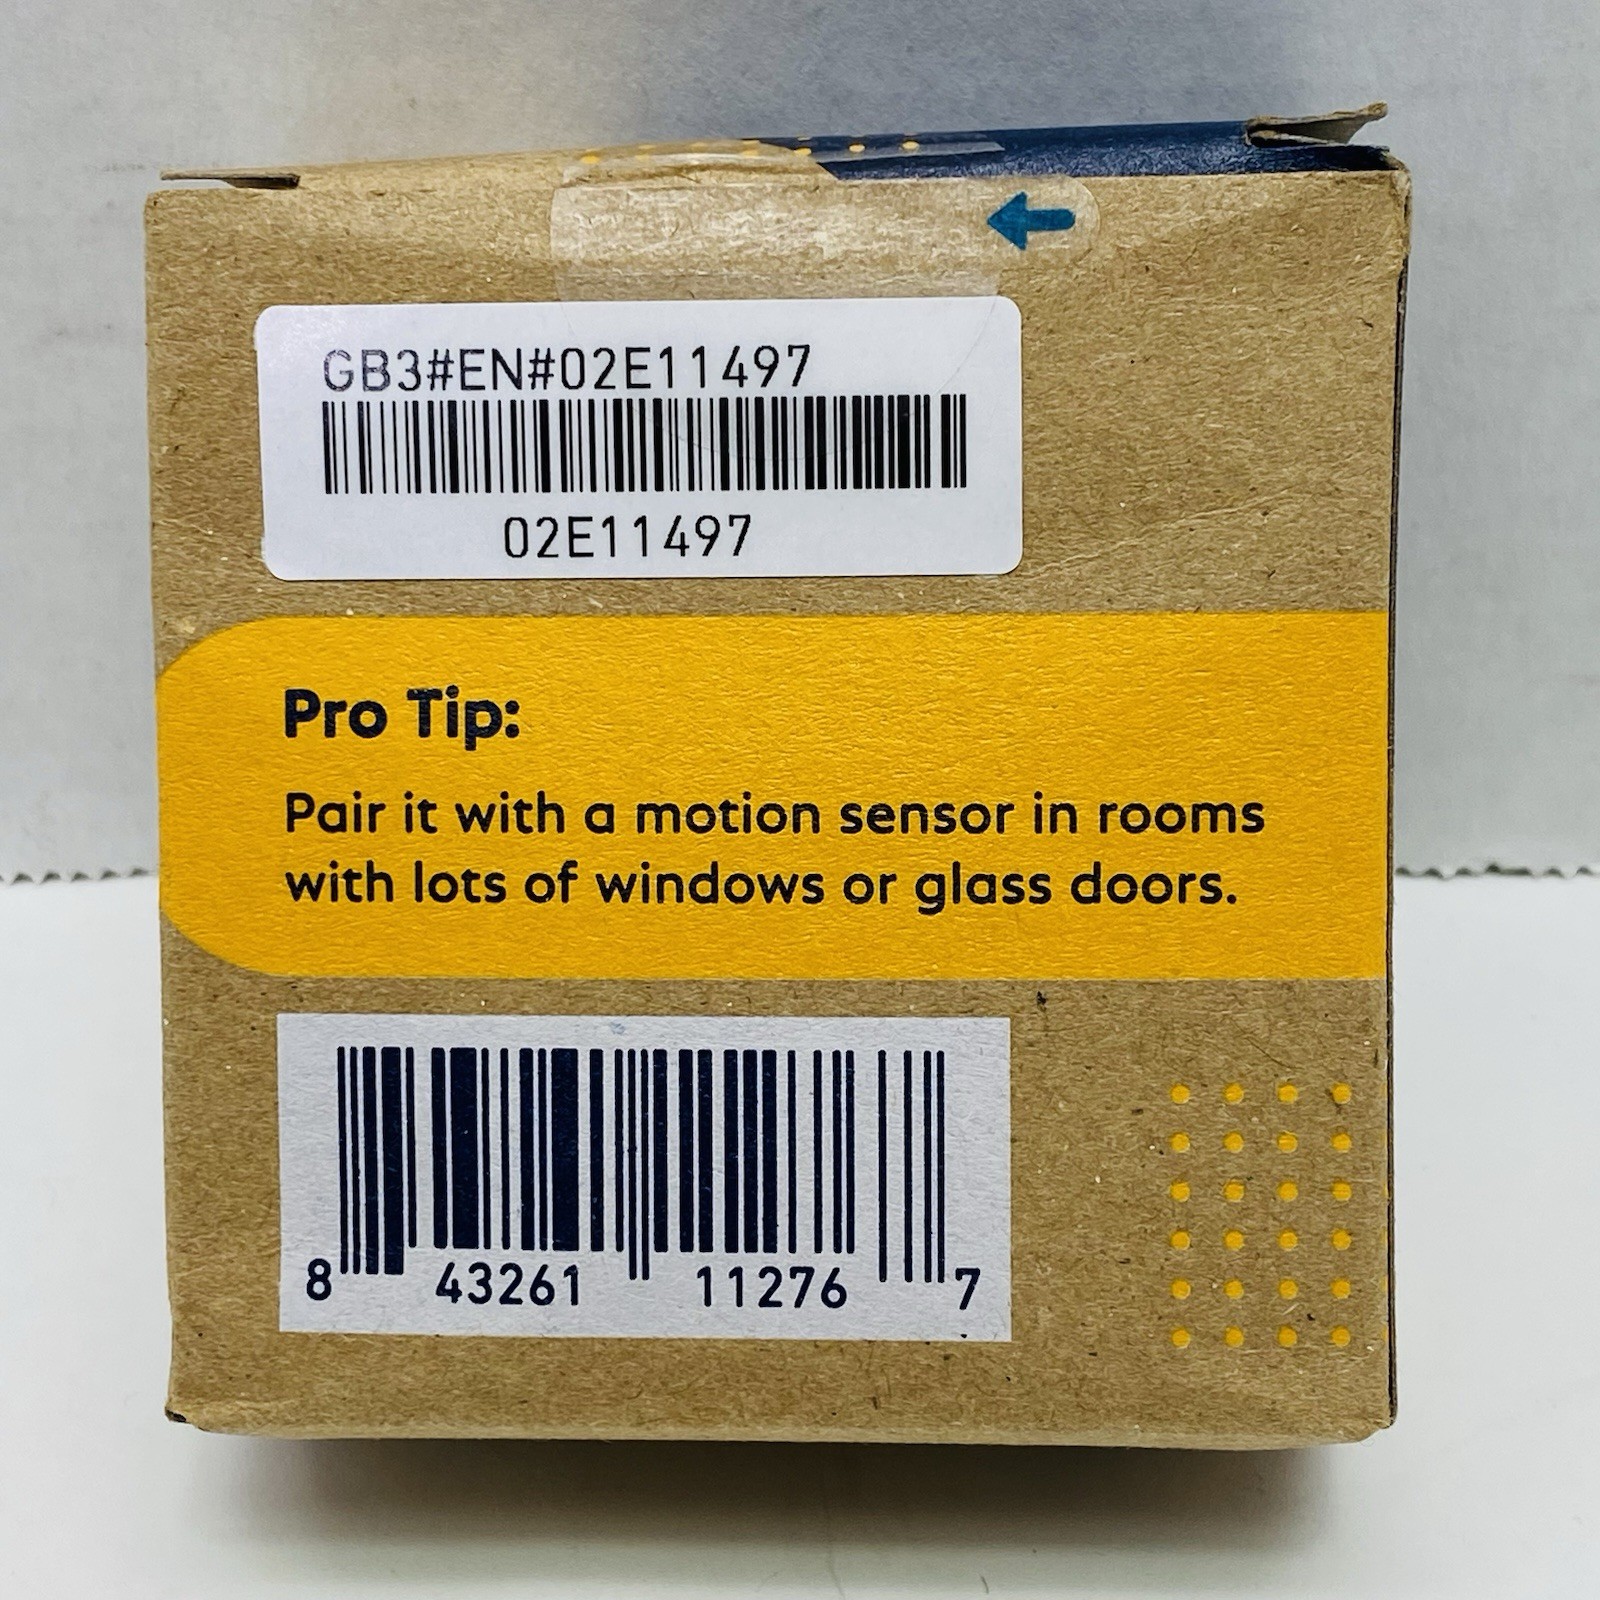 GB3#EN#02E11497
02E11497
Pro Tip:
Pair it with a motion sensor in rooms
with lots of windows or glass doors.
8 43261 11276 7